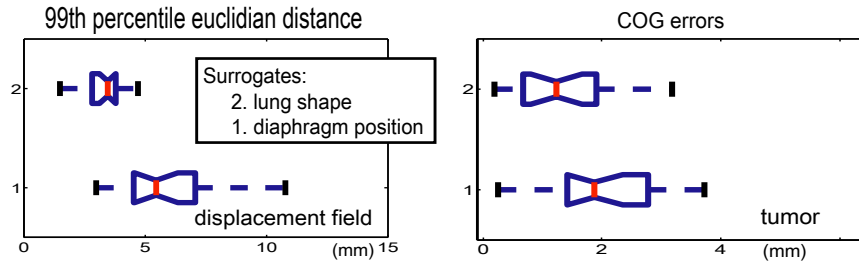 99th percentile euclidian distance
COG errors
Surrogates:
2. lung shape
1. diaphragm position
2
1
displacement field
0
5
10
(mm)
15
2
1
tumor
0
2
4
(mm)